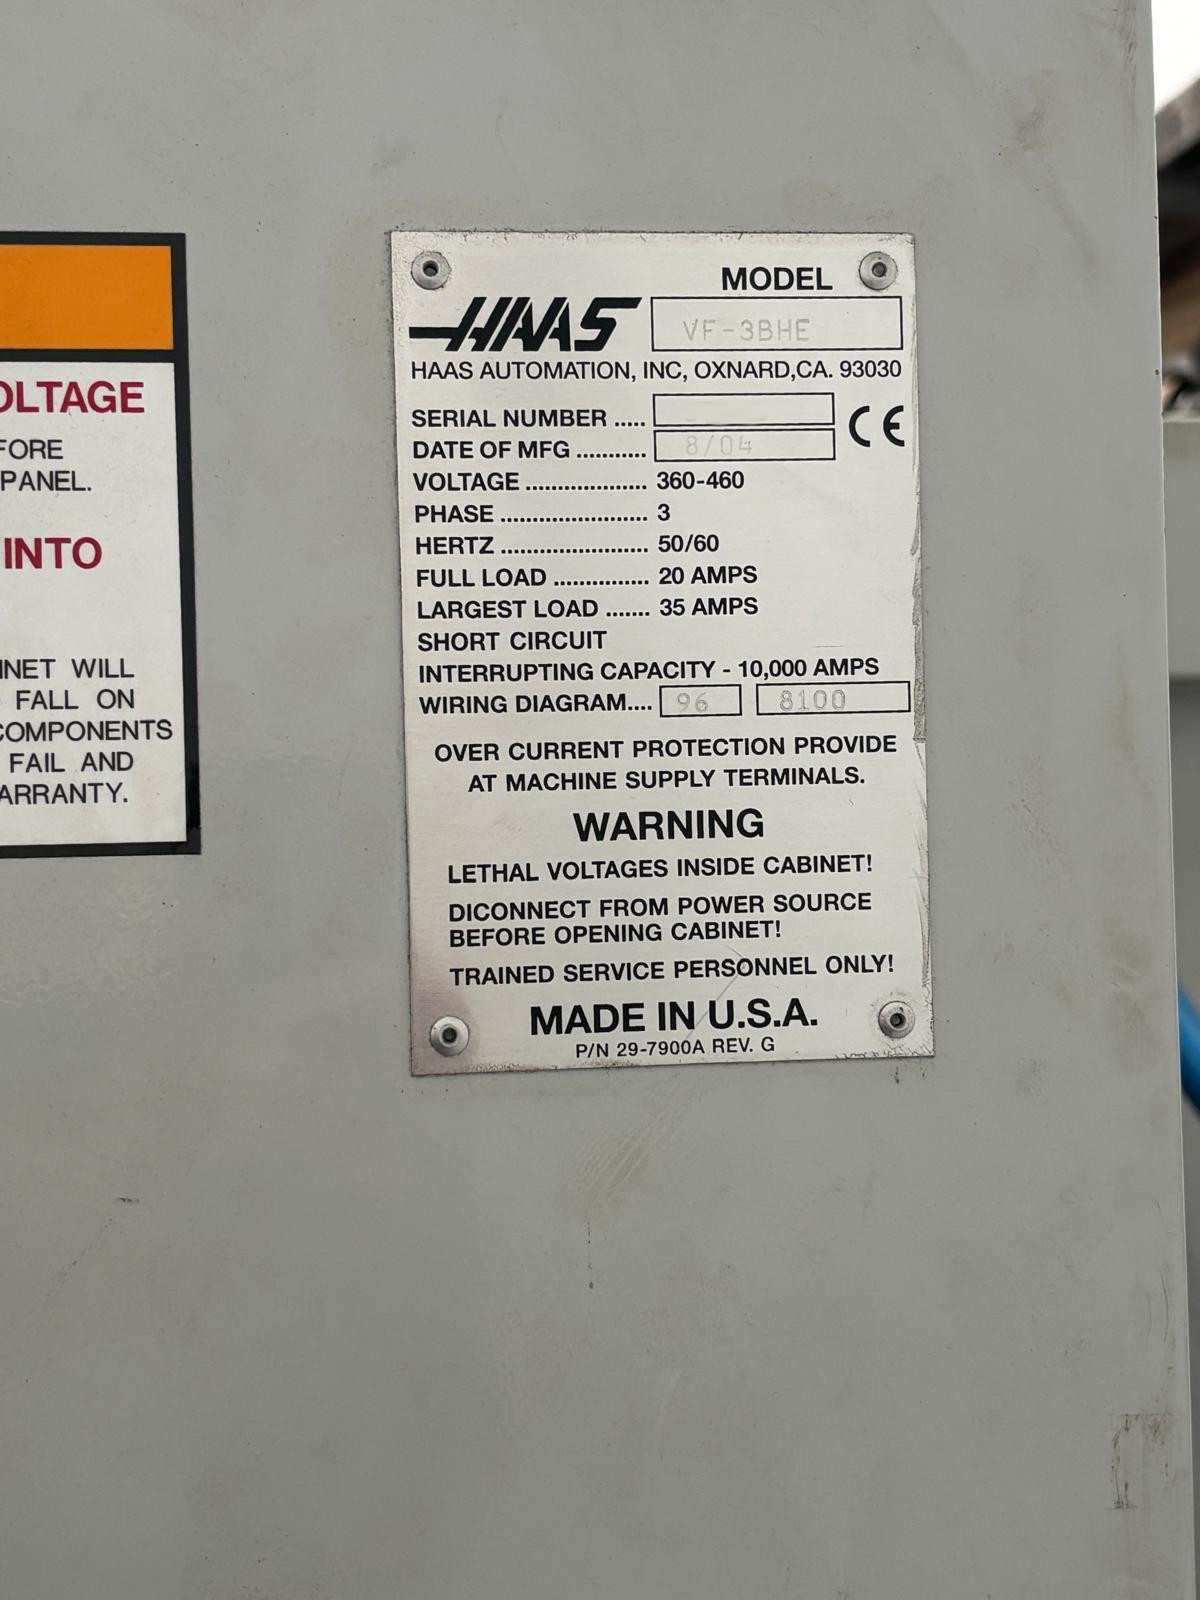 OLTAGE
FORE
PANEL.
INTO
INET WILL
FALL ON
COMPONENTS
FAIL AND
ARRANTY.
MODEL
HAAS VF-3BHE
HAAS AUTOMATION, INC, OXNARD,CA. 93030
SERIAL NUMBER .....
CE
DATE OF MFG ........... 8/04
VOLTAGE ................... 360-460
PHASE ....................... 3
HERTZ ....................... 50/60
FULL LOAD ............... 20 AMPS
LARGEST LOAD ....... 35 AMPS
SHORT CIRCUIT
INTERRUPTING CAPACITY - 10,000 AMPS
WIRING DIAGRAM.... 96 8100
OVER CURRENT PROTECTION PROVIDE
AT MACHINE SUPPLY TERMINALS.
WARNING
LETHAL VOLTAGES INSIDE CABINET!
DICONNECT FROM POWER SOURCE
BEFORE OPENING CABINET!
TRAINED SERVICE PERSONNEL ONLY!
MADE IN U.S.A.
P/N 29-7900A REV. G